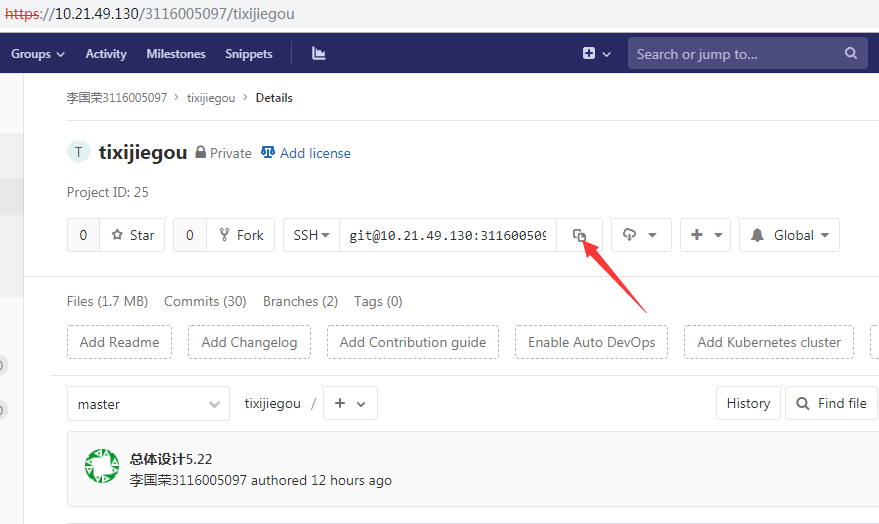 https://10.21.49.130/3116005097/tixijiegou
Groups Activity Milestones Snippets Search or jump to...
李国荣3116005097 > tixijiegou > Details
T tixijiegou Private Add license
Project ID: 25
0 Star 0 Fork SSH git@10.21.49.130:311600509 Global
Files (1.7 MB) Commits (30) Branches (2) Tags (0)
Add Readme Add Changelog Add Contribution guide Enable Auto DevOps Add Kubernetes cluster
master tixijiegou / + History Find file
总体设计5.22
李国荣3116005097 authored 12 hours ago